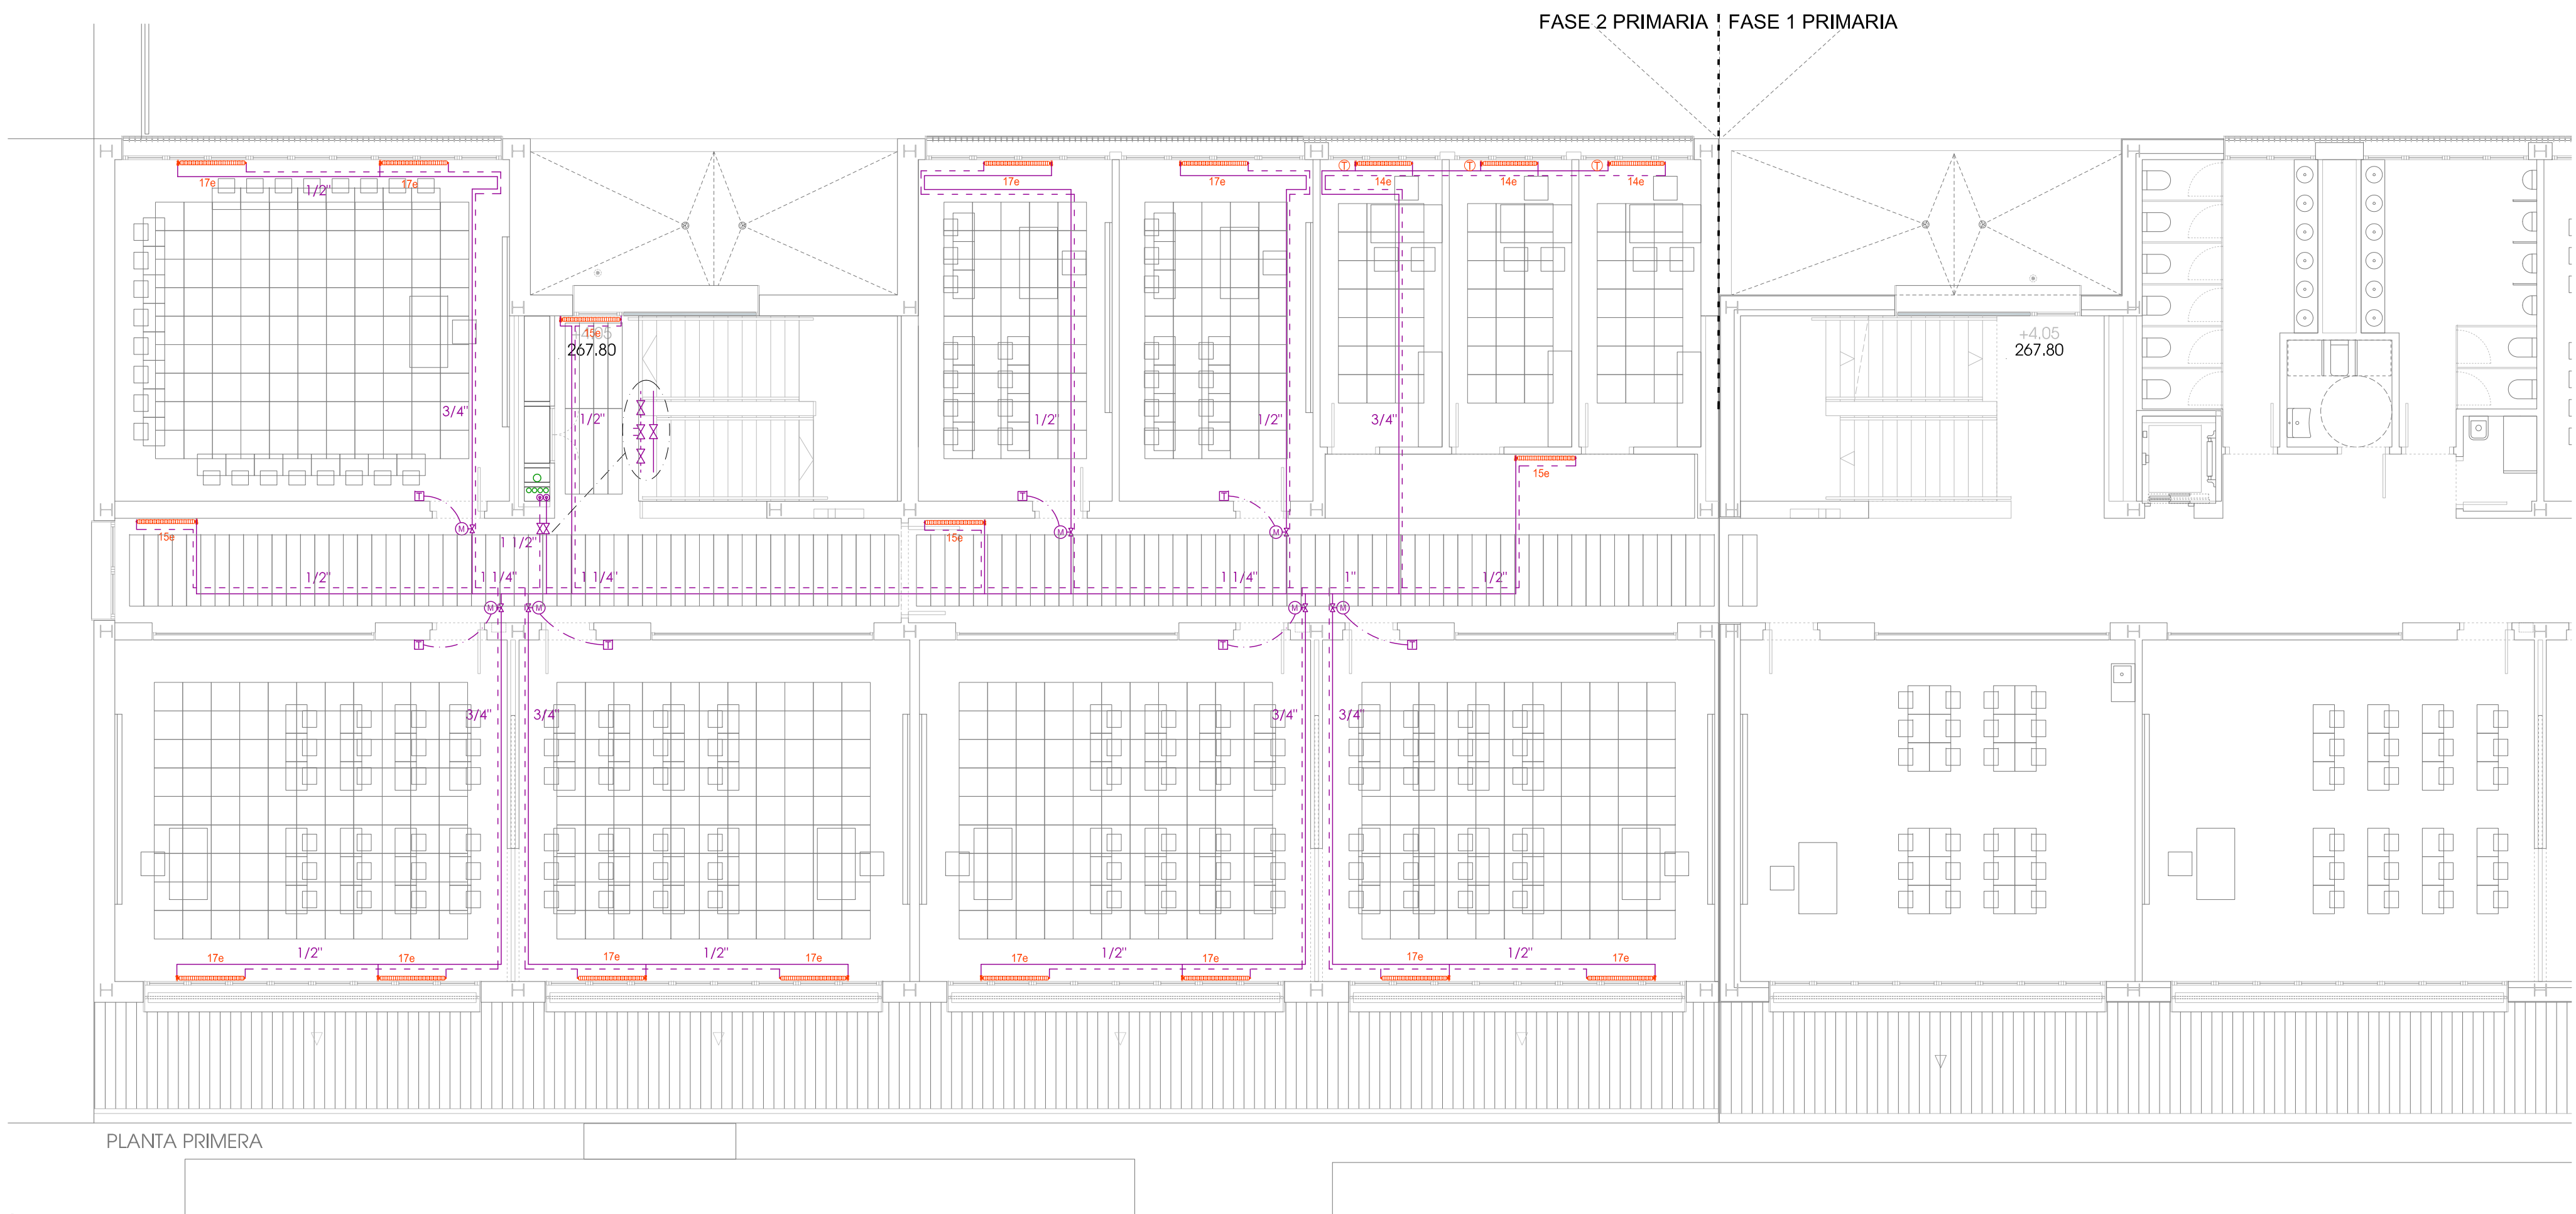 FASE 2 PRIMARIA
FASE 1 PRIMARIA
17e
17e
1/2"
17e
17e
T
14e
T
14e
T
14e
15e
+4.05
267.80
+4.05
267.80
3/4"
1/2"
1/2"
1/2"
3/4"
15e
T
T
T
M
M
M
15e
1 1/2"
15e
1/2"
1 1/4"
1 1/4"
1 1/4"
1"
1/2"
M
M
M
M
T
T
T
T
3/4"
3/4"
3/4"
3/4"
17e
1/2"
17e
17e
1/2"
17e
17e
1/2"
17e
17e
1/2"
17e
PLANTA PRIMERA